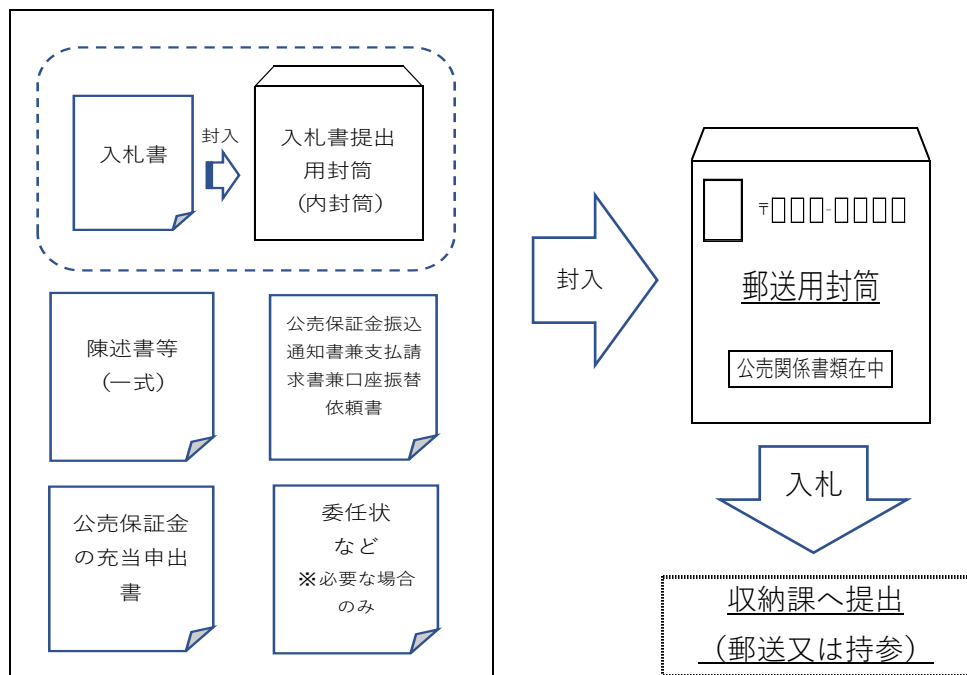 入札書
封入
入札書提出
用封筒
(内封筒)
陳述書等
(一式)
公売保証金振込
通知書兼支払請
求書兼口座振替
依頼書
公売保証金
の充当申出
書
委任状
など
※必要な場合
のみ
封入
〒□□□-□□□□
郵送用封筒
公売関係書類在中
入札
収納課へ提出
（郵送又は持参）